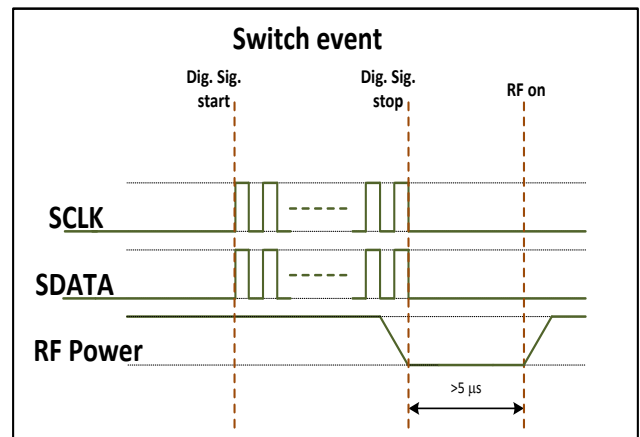 Switch event
Dig. Sig.
start
Dig. Sig.
stop
RF on
SCLK
SDATA
RF Power
>5 µs